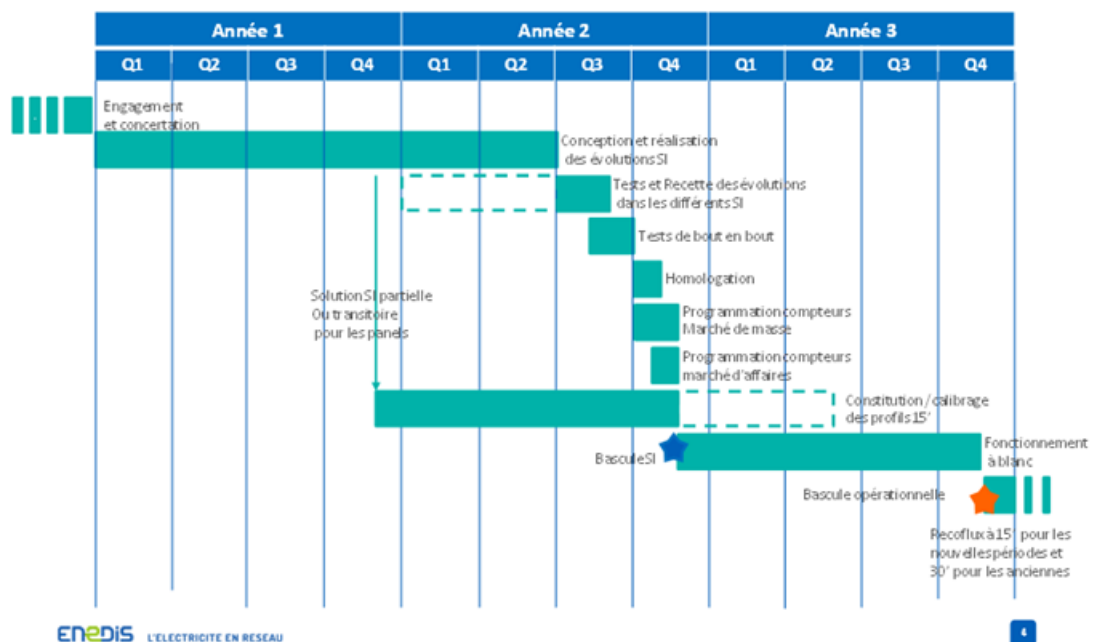 Année 1 Année 2 Année 3
Q1 Q2 Q3 Q4 Q1 Q2 Q3 Q4 Q1 Q2 Q3 Q4
Engagement
et concertation
Conception et réalisation
des évolutions SI
Tests et Recette des évolutions
dans les différents SI
Tests de bout en bout
Homologation
Solution SI partielle
Ou transitoire
pour les panels
Programmation compteurs
Marché de masse
Programmation compteurs
marché d'affaires
Constitution / calibrage
des profils 15'
Bascule SI
Fonctionnement
à blanc
Bascule opérationnelle
Recoflux à 15' pour les
nouvelles périodes et
30' pour les anciennes
ENEDIS L'ELECTRICITE EN RESEAU
4